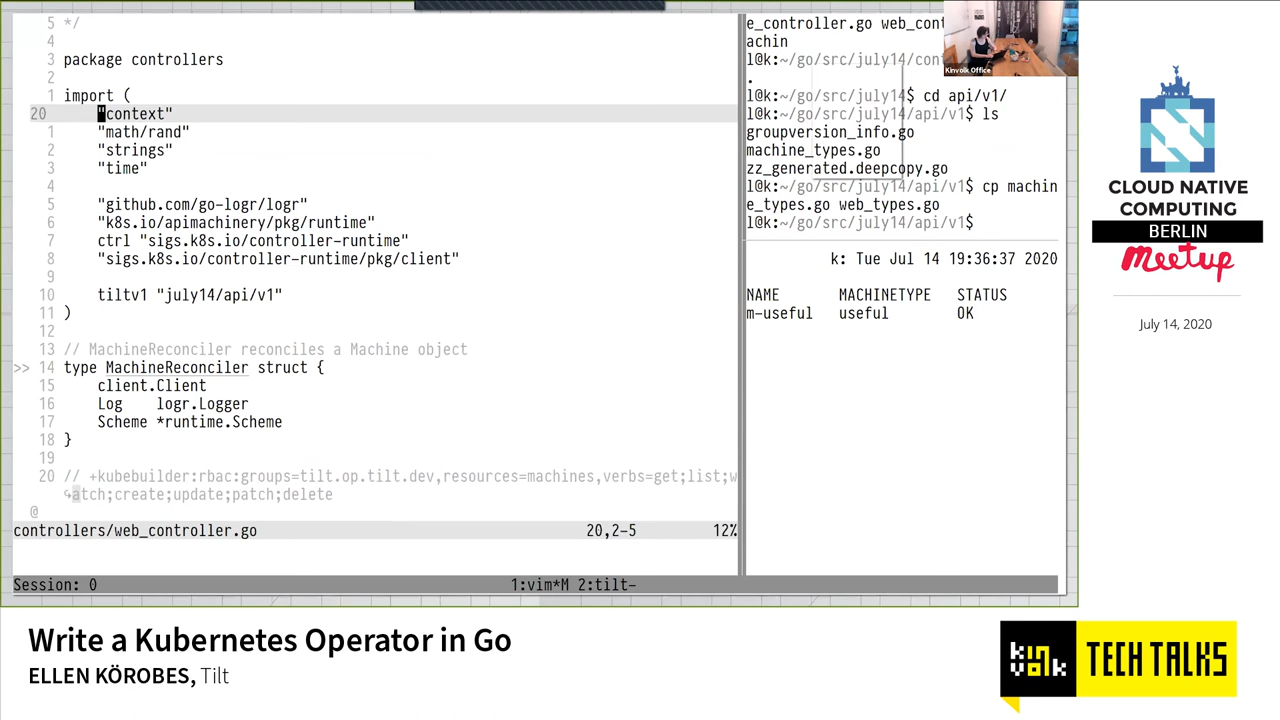 5 */
4
3 package controllers
2
1 import (
20 "context"
1 "math/rand"
2 "strings"
3 "time"
4
5 "github.com/go-logr/logr"
6 "k8s.io/apimachinery/pkg/runtime"
7 ctrl "sigs.k8s.io/controller-runtime"
8 "sigs.k8s.io/controller-runtime/pkg/client"
9
10 tiltv1 "july14/api/v1"
11 )
12
13 // MachineReconciler reconciles a Machine object
>> 14 type MachineReconciler struct {
15 client.Client
16 Log logr.Logger
17 Scheme *runtime.Scheme
18 }
19
20 // +kubebuilder:rbac:groups=tilt.op.tilt.dev,resources=machines,verbs=get;list;w
↪atch;create;update;patch;delete
@
controllers/web_controller.go 20,2-5 12%
Session: 0 1:vim*M 2:tilt-
e_controller.go web_cont
achin
l@k:~/go/src/july14/con
.
l@k:~/go/src/july14$ cd api/v1/
l@k:~/go/src/july14/api/v1$ ls
groupversion_info.go
machine_types.go
zz_generated.deepcopy.go
l@k:~/go/src/july14/api/v1$ cp machin
e_types.go web_types.go
l@k:~/go/src/july14/api/v1$
k: Tue Jul 14 19:36:37 2020
NAME MACHINETYPE STATUS
m-useful useful OK
Kinvolk Office
CLOUD NATIVE
COMPUTING
BERLIN
Meetup
July 14, 2020
Write a Kubernetes Operator in Go
ELLEN KÖROBES, Tilt
kinvolk TECH TALKS